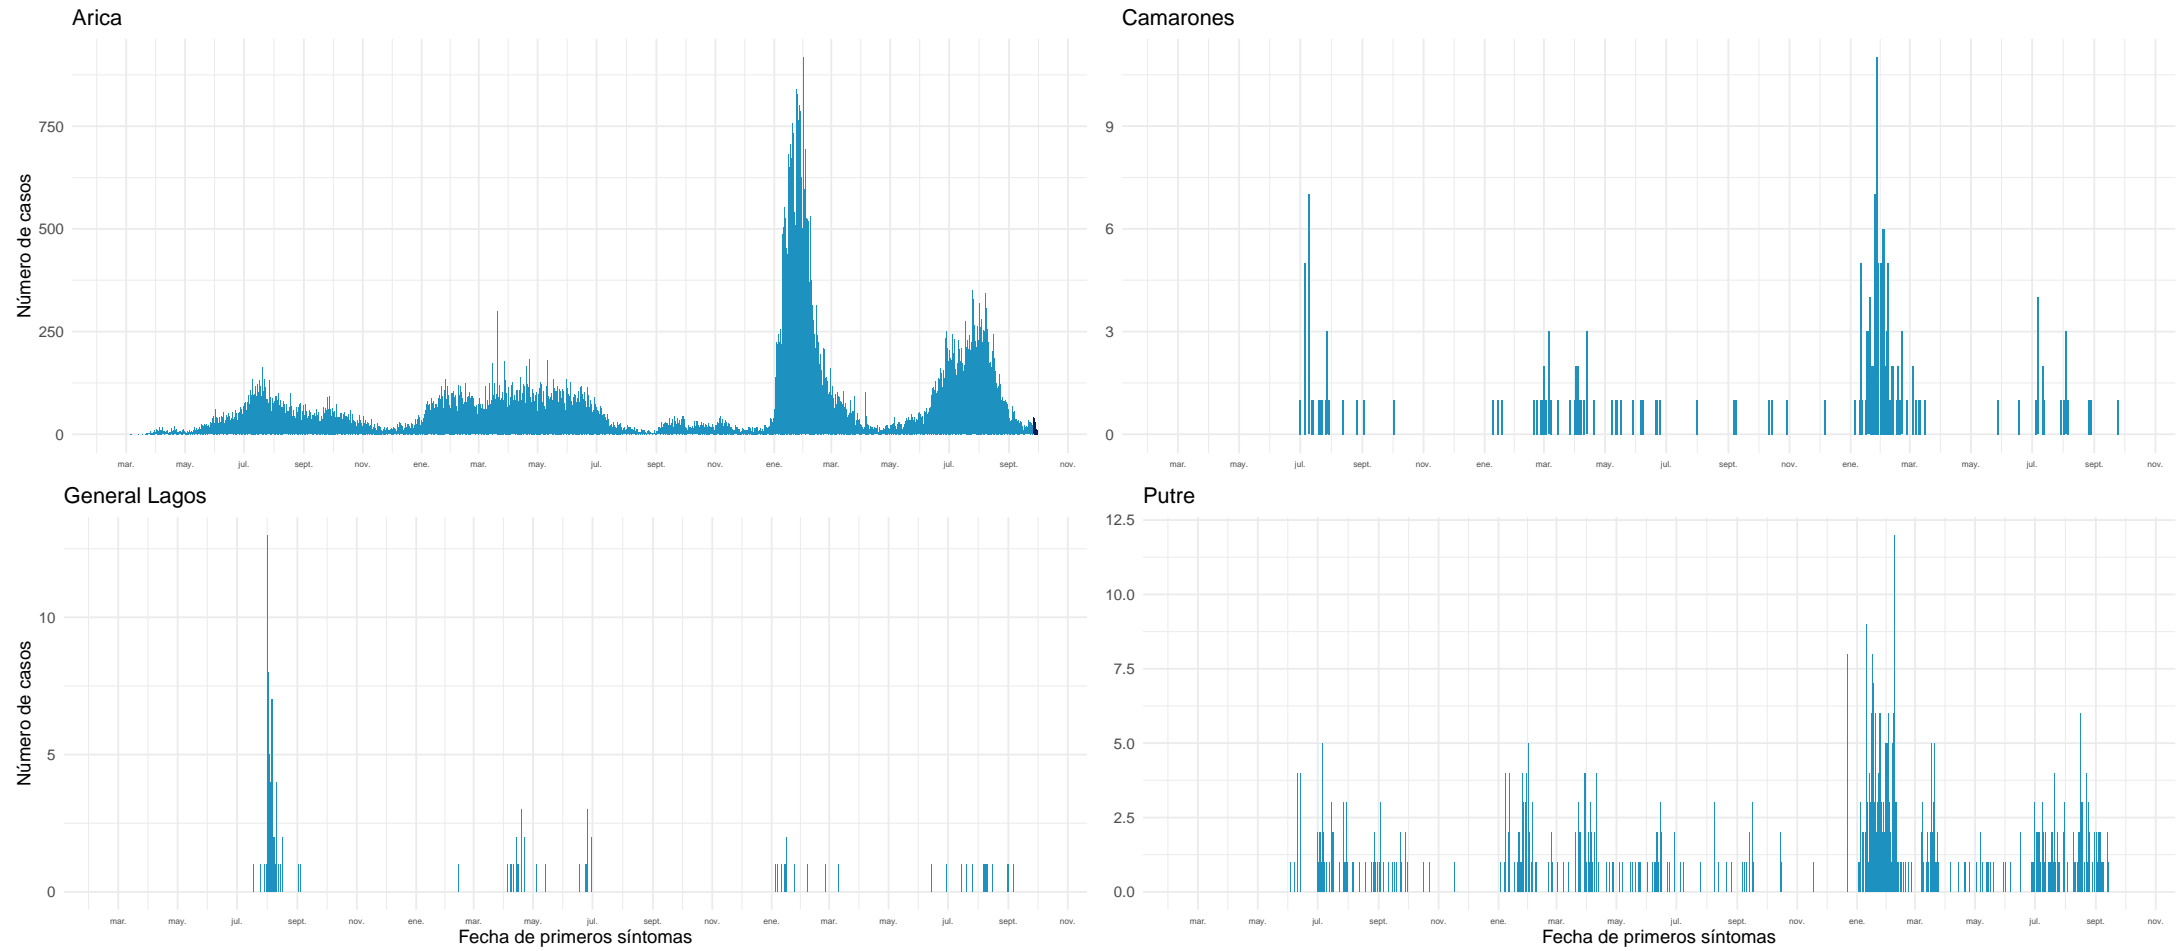 Arica
Camarones
Número de casos
750
500
250
0
9
6
3
0
mar. may. jul. sept. nov. ene. mar. may. jul. sept. nov. ene. mar. may. jul. sept. nov.
mar. may. jul. sept. nov. ene. mar. may. jul. sept. nov. ene. mar. may. jul. sept. nov.
General Lagos
Putre
Número de casos
10
5
0
12.5
10.0
7.5
5.0
2.5
0.0
mar. may. jul. sept. nov. ene. mar. may. jul. sept. nov. ene. mar. may. jul. sept. nov.
mar. may. jul. sept. nov. ene. mar. may. jul. sept. nov. ene. mar. may. jul. sept. nov.
Fecha de primeros síntomas
Fecha de primeros síntomas